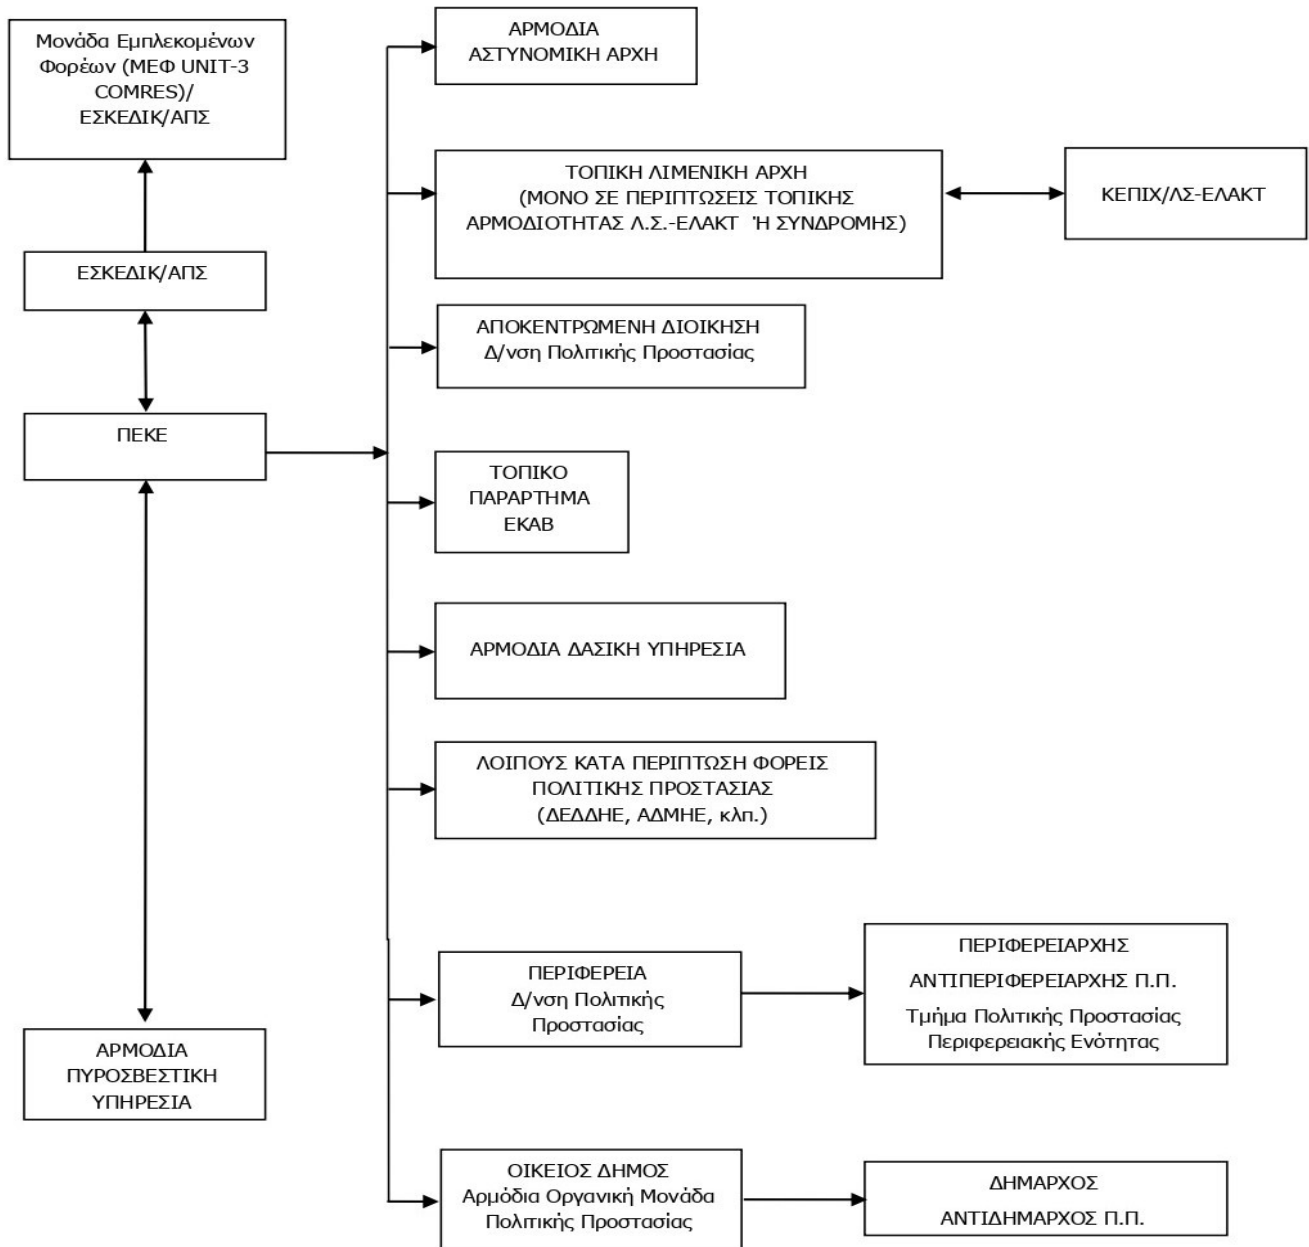 Μονάδα Εμπλεκομένων
Φορέων (ΜΕΦ UNIT-3
COMRES)/
ΕΣΚΕΔΙΚ/ΑΠΣ
ΕΣΚΕΔΙΚ/ΑΠΣ
ΠΕΚΕ
ΑΡΜΟΔΙΑ
ΠΥΡΟΣΒΕΣΤΙΚΗ
ΥΠΗΡΕΣΙΑ
ΑΡΜΟΔΙΑ
ΑΣΤΥΝΟΜΙΚΗ ΑΡΧΗ
ΤΟΠΙΚΗ ΛΙΜΕΝΙΚΗ ΑΡΧΗ
(ΜΟΝΟ ΣΕ ΠΕΡΙΠΤΩΣΕΙΣ ΤΟΠΙΚΗΣ
ΑΡΜΟΔΙΟΤΗΤΑΣ Λ.Σ.-ΕΛΑΚΤ Ή ΣΥΝΔΡΟΜΗΣ)
ΚΕΠΙΧ/ΛΣ-ΕΛΑΚΤ
ΑΠΟΚΕΝΤΡΩΜΕΝΗ ΔΙΟΙΚΗΣΗ
Δ/νση Πολιτικής Προστασίας
ΤΟΠΙΚΟ
ΠΑΡΑΡΤΗΜΑ
ΕΚΑΒ
ΑΡΜΟΔΙΑ ΔΑΣΙΚΗ ΥΠΗΡΕΣΙΑ
ΛΟΙΠΟΥΣ ΚΑΤΑ ΠΕΡΙΠΤΩΣΗ ΦΟΡΕΙΣ
ΠΟΛΙΤΙΚΗΣ ΠΡΟΣΤΑΣΙΑΣ
(ΔΕΔΔΗΕ, ΑΔΜΗΕ, κλπ.)
ΠΕΡΙΦΕΡΕΙΑ
Δ/νση Πολιτικής
Προστασίας
ΠΕΡΙΦΕΡΕΙΑΡΧΗΣ
ΑΝΤΙΠΕΡΙΦΕΡΕΙΑΡΧΗΣ Π.Π.
Τμήμα Πολιτικής Προστασίας
Περιφερειακής Ενότητας
ΟΙΚΕΙΟΣ ΔΗΜΟΣ
Αρμόδια Οργανική Μονάδα
Πολιτικής Προστασίας
ΔΗΜΑΡΧΟΣ
ΑΝΤΙΔΗΜΑΡΧΟΣ Π.Π.